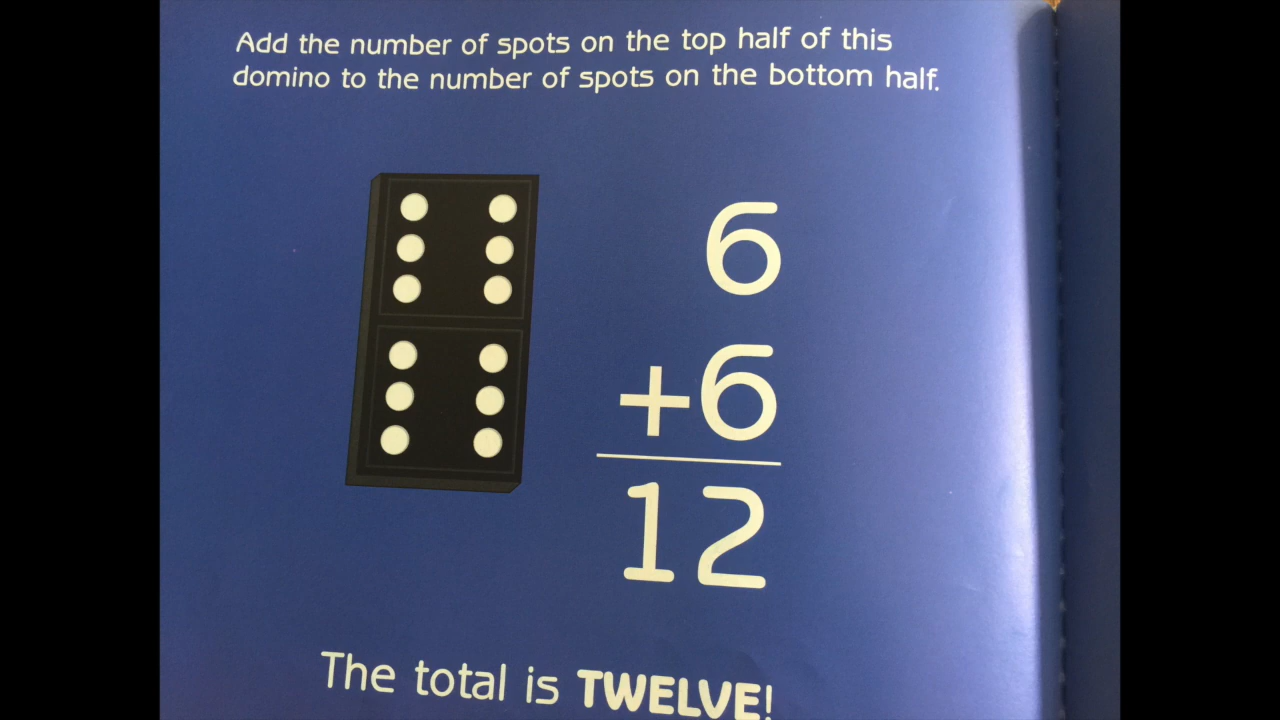 Add the number of spots on the top half of this
domino to the number of spots on the bottom half.
6
+6
12
The total is TWELVE!